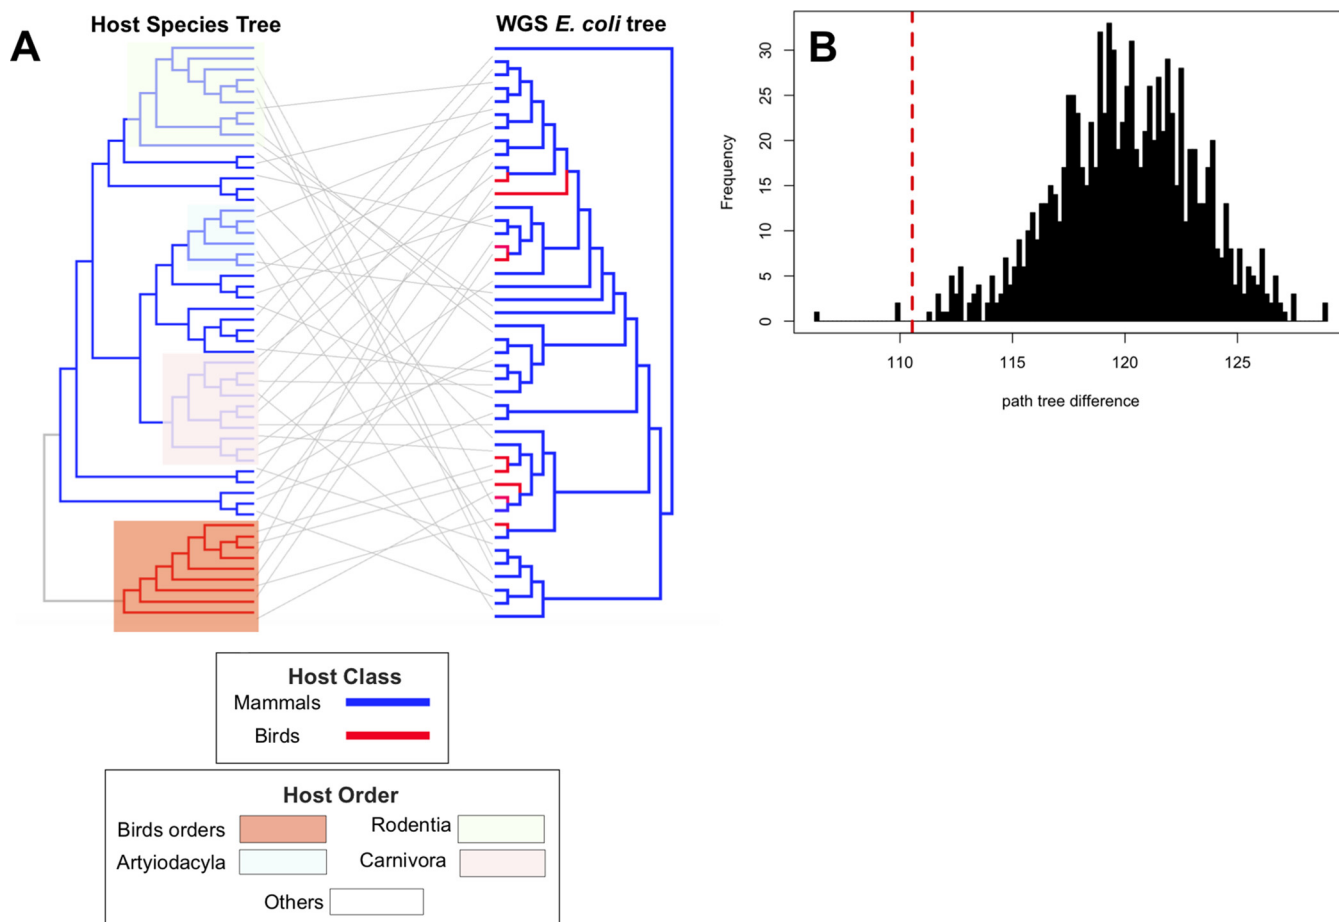 Host Species Tree
WGS E. coli tree
A
B
Frequency
30
25
20
15
10
5
0
110
115
120
125
path tree difference
Host Class
Mammals
Birds
Host Order
Birds orders
Rodentia
Artyiodacyla
Carnivora
Others